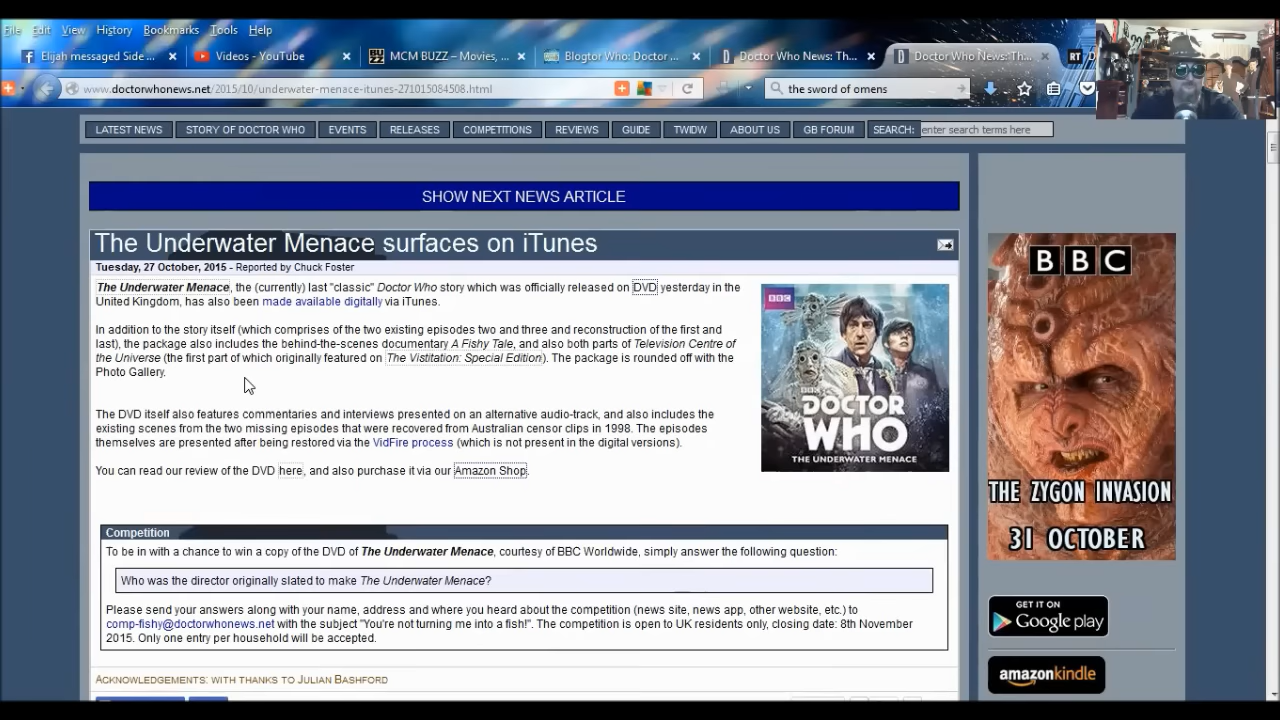 File Edit View History Bookmarks Tools Help
Elijah messaged Side ... × Videos - YouTube × MCM BUZZ – Movies, ... × Blogtor Who: Doctor ... × Doctor Who News: Th... × Doctor Who News: Th... × RT
www.doctorwhonews.net/2015/10/underwater-menace-itunes-271015084508.html the sword of omens
LATEST NEWS STORY OF DOCTOR WHO EVENTS RELEASES COMPETITIONS REVIEWS GUIDE TWIDW ABOUT US GB FORUM SEARCH: enter search terms here
SHOW NEXT NEWS ARTICLE
The Underwater Menace surfaces on iTunes
Tuesday, 27 October, 2015 - Reported by Chuck Foster
The Underwater Menace, the (currently) last "classic" Doctor Who story which was officially released on DVD yesterday in the
United Kingdom, has also been made available digitally via iTunes.
In addition to the story itself (which comprises of the two existing episodes two and three and reconstruction of the first and
last), the package also includes the behind-the-scenes documentary A Fishy Tale, and also both parts of Television Centre of
the Universe (the first part of which originally featured on The Vistitation: Special Edition). The package is rounded off with the
Photo Gallery.
The DVD itself also features commentaries and interviews presented on an alternative audio-track, and also includes the
existing scenes from the two missing episodes that were recovered from Australian censor clips in 1998. The episodes
themselves are presented after being restored via the VidFire process (which is not present in the digital versions).
You can read our review of the DVD here, and also purchase it via our Amazon Shop.
BBC
BBC
DOCTOR
WHO
THE UNDERWATER MENACE
Competition
To be in with a chance to win a copy of the DVD of The Underwater Menace, courtesy of BBC Worldwide, simply answer the following question:
Who was the director originally slated to make The Underwater Menace?
Please send your answers along with your name, address and where you heard about the competition (news site, news app, other website, etc.) to
comp-fishy@doctorwhonews.net with the subject "You're not turning me into a fish!". The competition is open to UK residents only, closing date: 8th November
2015. Only one entry per household will be accepted.
ACKNOWLEDGEMENTS: WITH THANKS TO JULIAN BASHFORD
BBC
THE ZYGON INVASION
31 OCTOBER
GET IT ON
Google play
amazonkindle